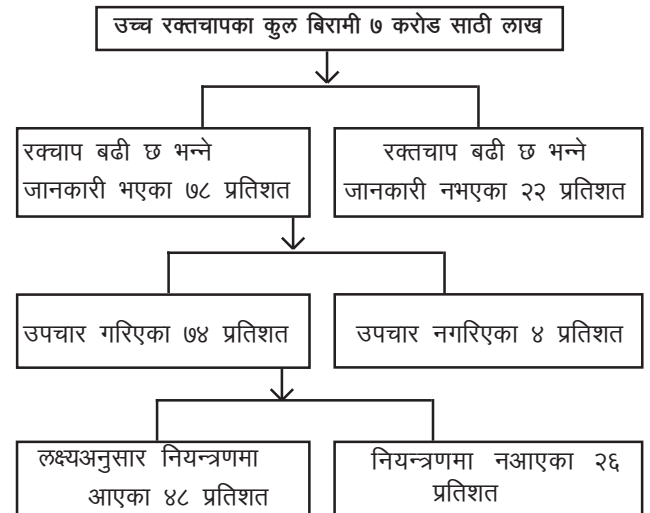 उच्च रक्तचापका कुल बिरामी ७ करोड साठी लाख
रक्चाप बढी छ भन्ने
जानकारी भएका ७८ प्रतिशत
रक्तचाप बढी छ भन्ने
जानकारी नभएका २२ प्रतिशत
उपचार गरिएका ७४ प्रतिशत
उपचार नगरिएका ४ प्रतिशत
लक्ष्यअनुसार नियन्त्रणमा
आएका ४८ प्रतिशत
नियन्त्रणमा नआएका २६
प्रतिशत